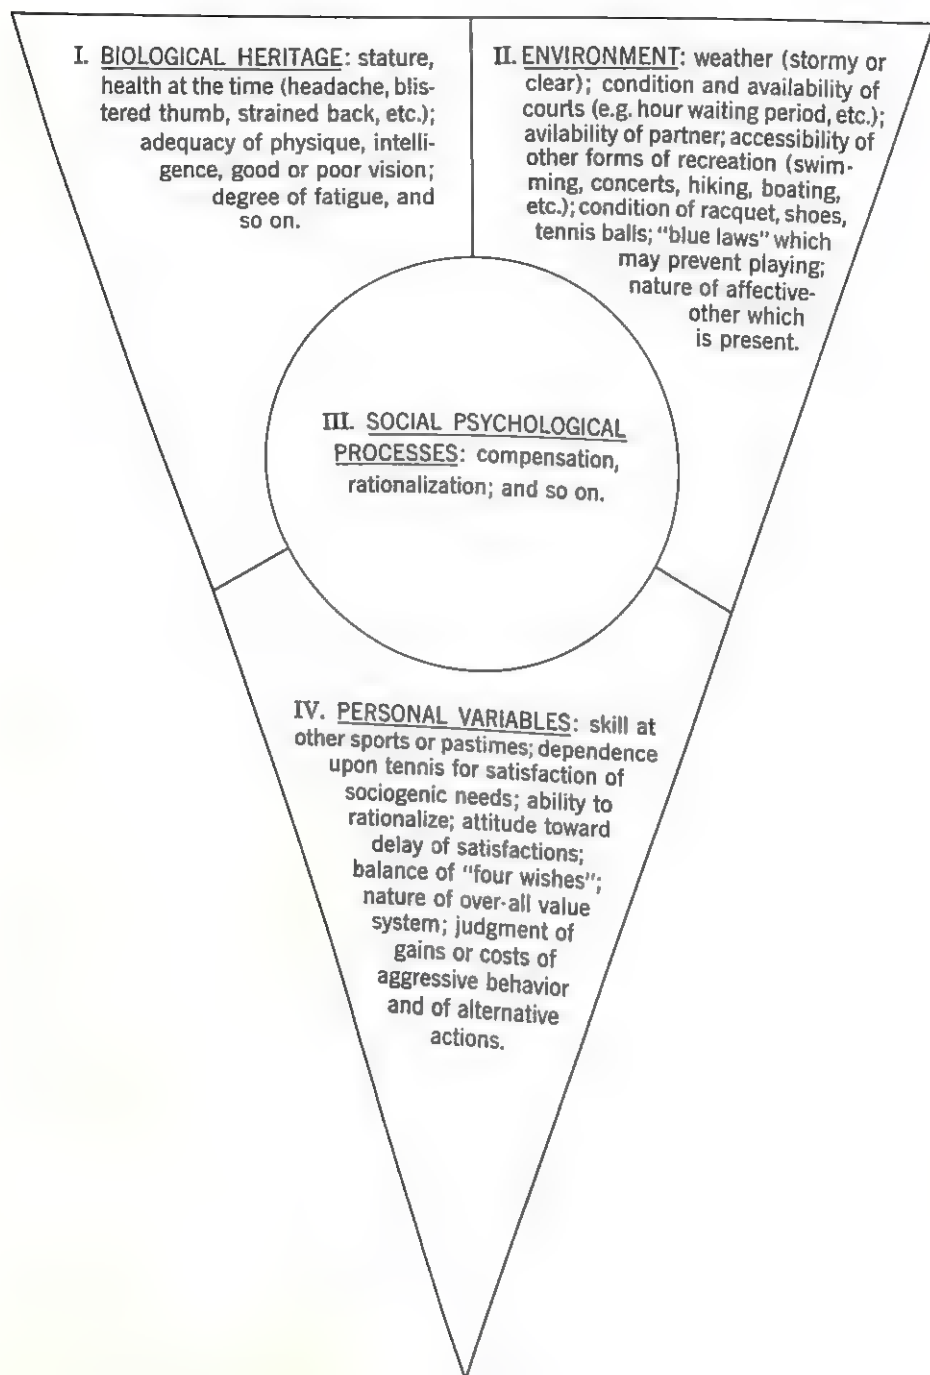 I. BIOLOGICAL HERITAGE: stature,
health at the time (headache, blis-
tered thumb, strained back, etc.);
adequacy of physique, intelli-
gence, good or poor vision;
degree of fatigue, and
so on.
II. ENVIRONMENT: weather (stormy or
clear); condition and availability of
courts (e.g. hour waiting period, etc.);
avilability of partner; accessibility of
other forms of recreation (swim-
ming, concerts, hiking, boating,
etc.); condition of racquet, shoes,
tennis balls; "blue laws" which
may prevent playing;
nature of affective-
other which
is present.
III. SOCIAL PSYCHOLOGICAL
PROCESSES: compensation,
rationalization; and so on.
IV. PERSONAL VARIABLES: skill at
other sports or pastimes; dependence
upon tennis for satisfaction of
sociogenic needs; ability to
rationalize; attitude toward
delay of satisfactions;
balance of "four wishes";
nature of over-all value
system; judgment of
gains or costs of
aggressive behavior
and of alternative
actions.